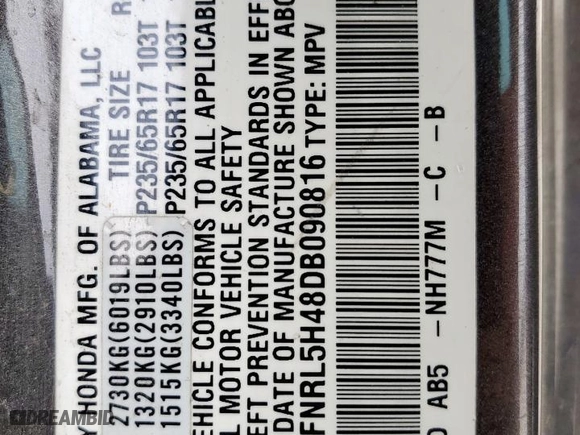 Y HONDA MFG. OF ALABAMA, LLC
TIRE SIZE R
2730KG(6019LBS)
1320KG(2910LBS) P235/65R17 103T
1515KG(3340LBS) P235/65R17 103T
EHICLE CONFORMS TO ALL APPLICABL
L MOTOR VEHICLE SAFETY
EFT PREVENTION STANDARDS IN EFF
DATE OF MANUFACTURE SHOWN ABO
FNRL5H48DB090816 TYPE: MPV
AB5 - NH777M - C - B
DREAMBID